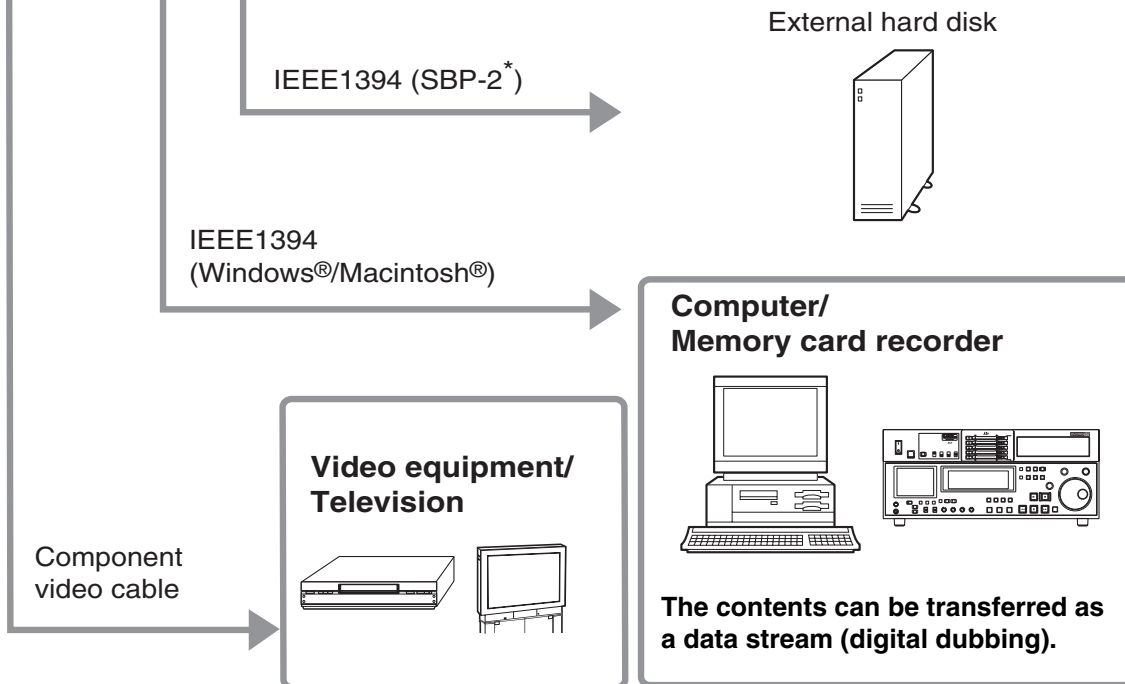 External hard disk
IEEE1394 (SBP-2*)
IEEE1394
(Windows®/Macintosh®)
Computer/
Memory card recorder
Video equipment/
Television
Component
video cable
The contents can be transferred as
a data stream (digital dubbing).